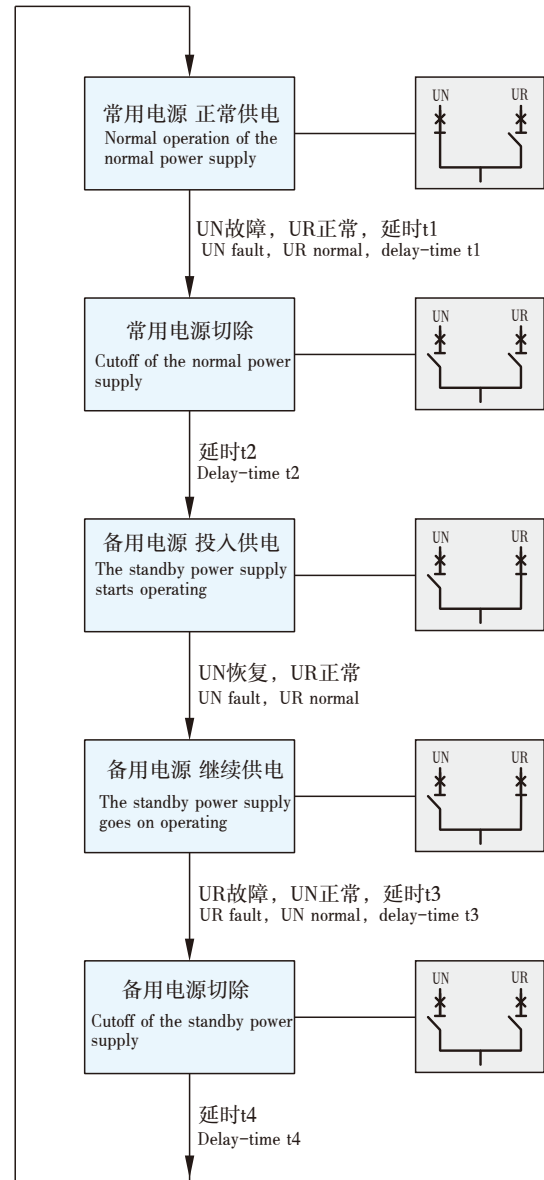 常用电源 正常供电
Normal operation of the
normal power supply
UN UR
UN故障，UR正常，延时t1
UN fault, UR normal, delay-time t1
常用电源切除
Cutoff of the normal power
supply
UN UR
延时t2
Delay-time t2
备用电源 投入供电
The standby power supply
starts operating
UN UR
UN恢复，UR正常
UN fault, UR normal
备用电源 继续供电
The standby power supply
goes on operating
UN UR
UR故障，UN正常，延时t3
UR fault, UN normal, delay-time t3
备用电源切除
Cutoff of the standby power
supply
UN UR
延时t4
Delay-time t4